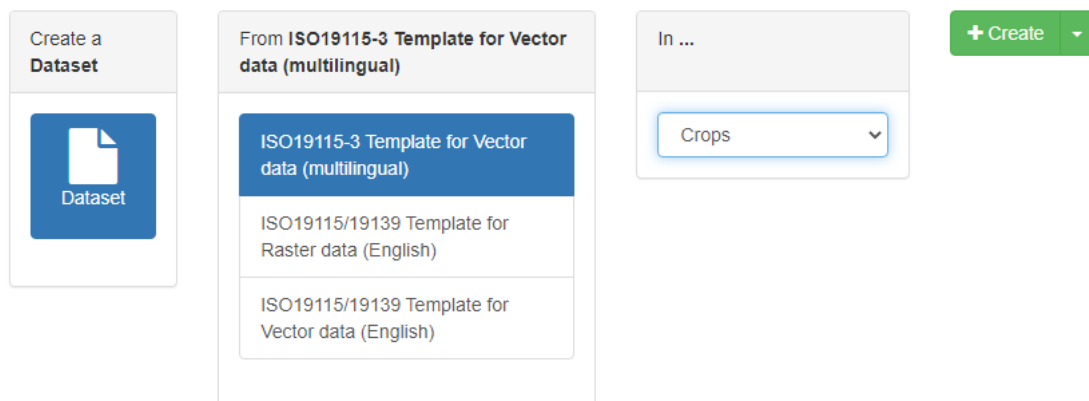 Create a
Dataset
Dataset
From ISO19115-3 Template for Vector
data (multilingual)
ISO19115-3 Template for Vector
data (multilingual)
ISO19115/19139 Template for
Raster data (English)
ISO19115/19139 Template for
Vector data (English)
In ...
Crops
+ Create